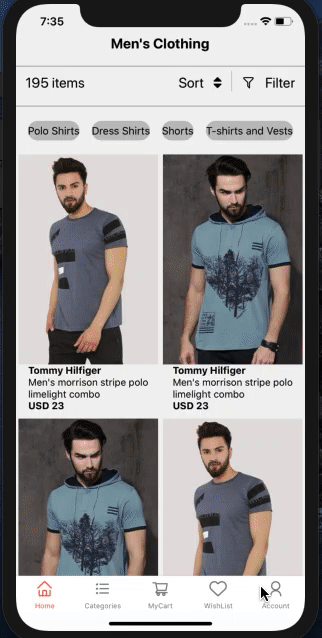 7:35
Men's Clothing
195 items Sort Filter
Polo Shirts Dress Shirts Shorts T-shirts and Vests
Tommy Hilfiger
Men's morrison stripe polo
limelight combo
USD 23
Tommy Hilfiger
Men's morrison stripe polo
limelight combo
USD 23
Home Categories MyCart WishList Account